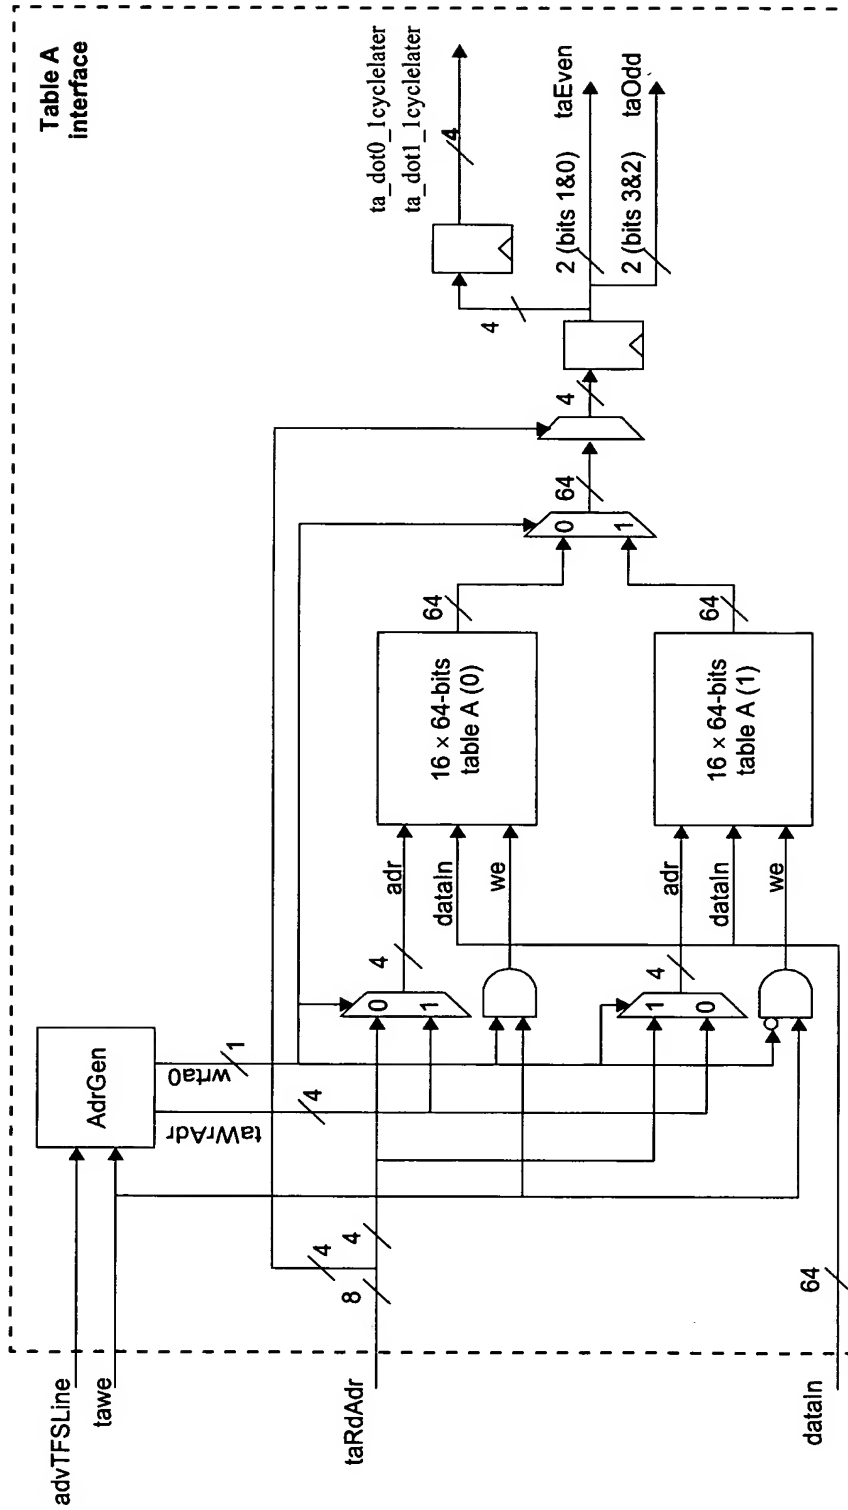 Table A
interface
ta_dot0_1cyclelater
ta_dot1_1cyclelater
4
taEven
taOdd
2 (bits 1&0)
2 (bits 3&2)
4
4
64
0
1
64
64
16 × 64-bits
table A (0)
16 × 64-bits
table A (1)
adr
dataIn
we
adr
dataIn
we
4
4
0
1
1
0
AdrGen
wrta0
1
taWrAdr
4
4
4
8
64
advTFSLine
tawe
taRdAdr
dataIn